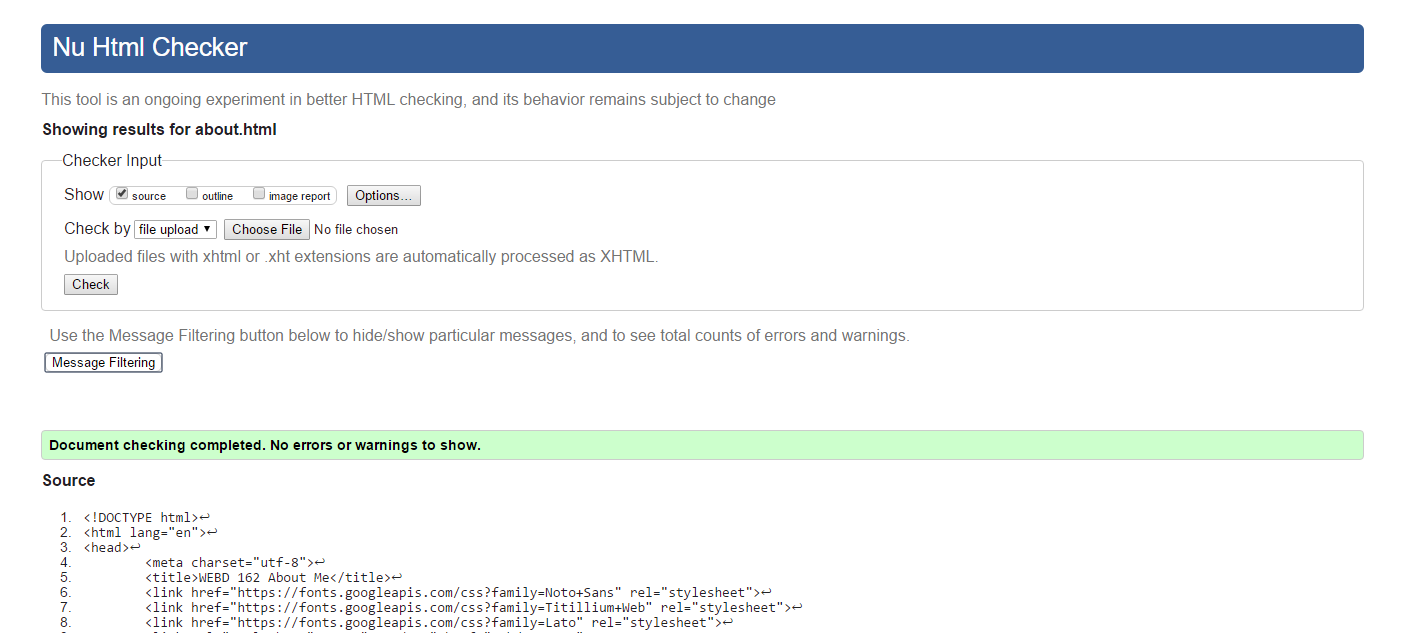 Nu Html Checker
This tool is an ongoing experiment in better HTML checking, and its behavior remains subject to change
Showing results for about.html
Checker Input
Show source outline image report Options...
Check by file upload Choose File No file chosen
Uploaded files with xhtml or .xht extensions are automatically processed as XHTML.
Check
Use the Message Filtering button below to hide/show particular messages, and to see total counts of errors and warnings.
Message Filtering
Document checking completed. No errors or warnings to show.
Source
1. <!DOCTYPE html>↩
2. <html lang="en">↩
3. <head>↩
4. <meta charset="utf-8">↩
5. <title>WEBD 162 About Me</title>↩
6. <link href="https://fonts.googleapis.com/css?family=Noto+Sans" rel="stylesheet">↩
7. <link href="https://fonts.googleapis.com/css?family=Titillium+Web" rel="stylesheet">↩
8. <link href="https://fonts.googleapis.com/css?family=Lato" rel="stylesheet">↩